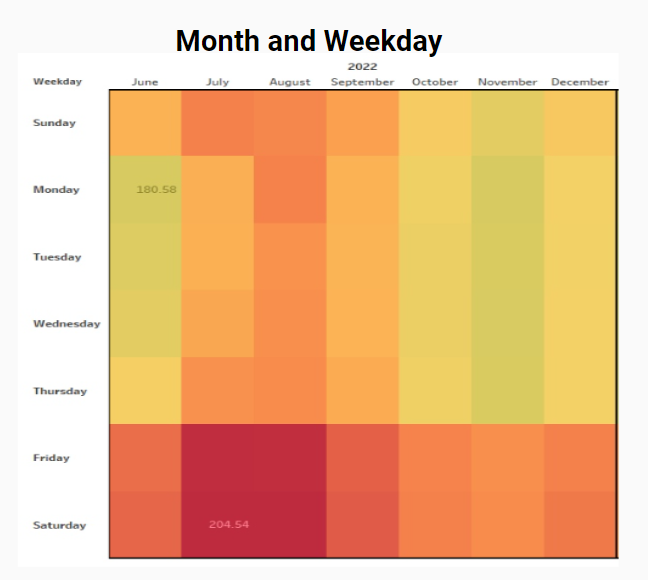 Month and Weekday
2022
Weekday June July August September October November December
Sunday
Monday 180.58
Tuesday
Wednesday
Thursday
Friday
Saturday 204.54